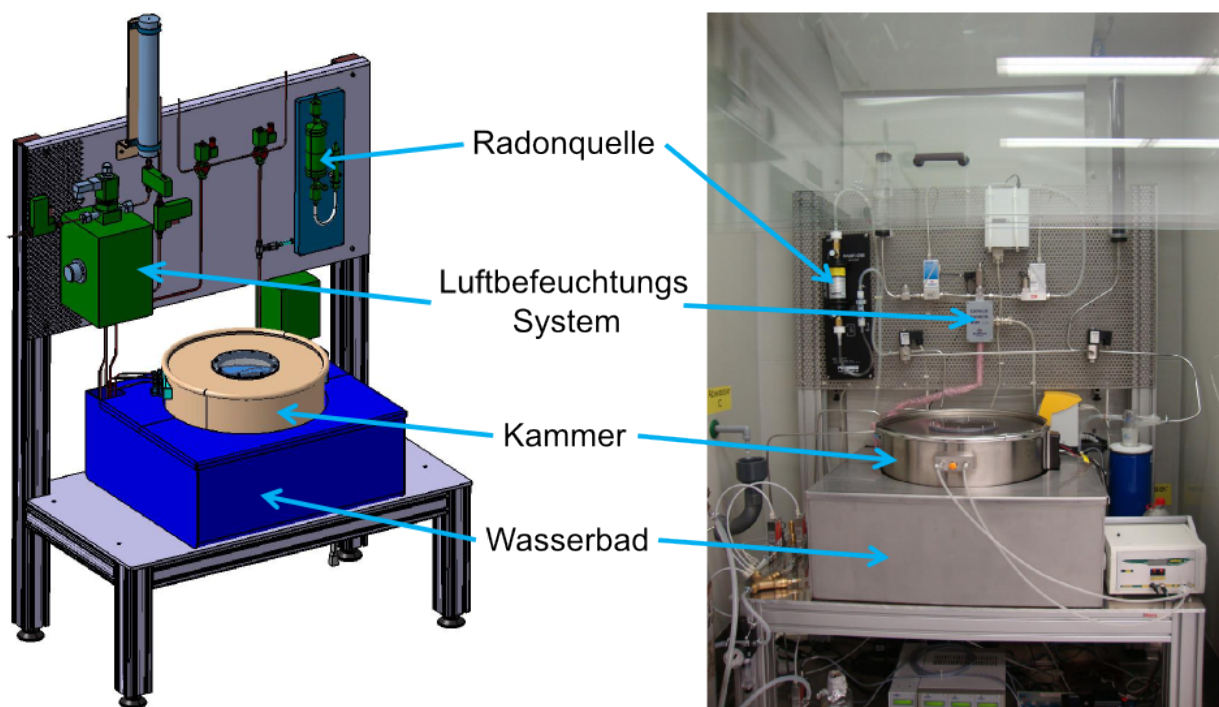 Radonquelle
Luftbefeuchtungs
System
Kammer
Wasserbad